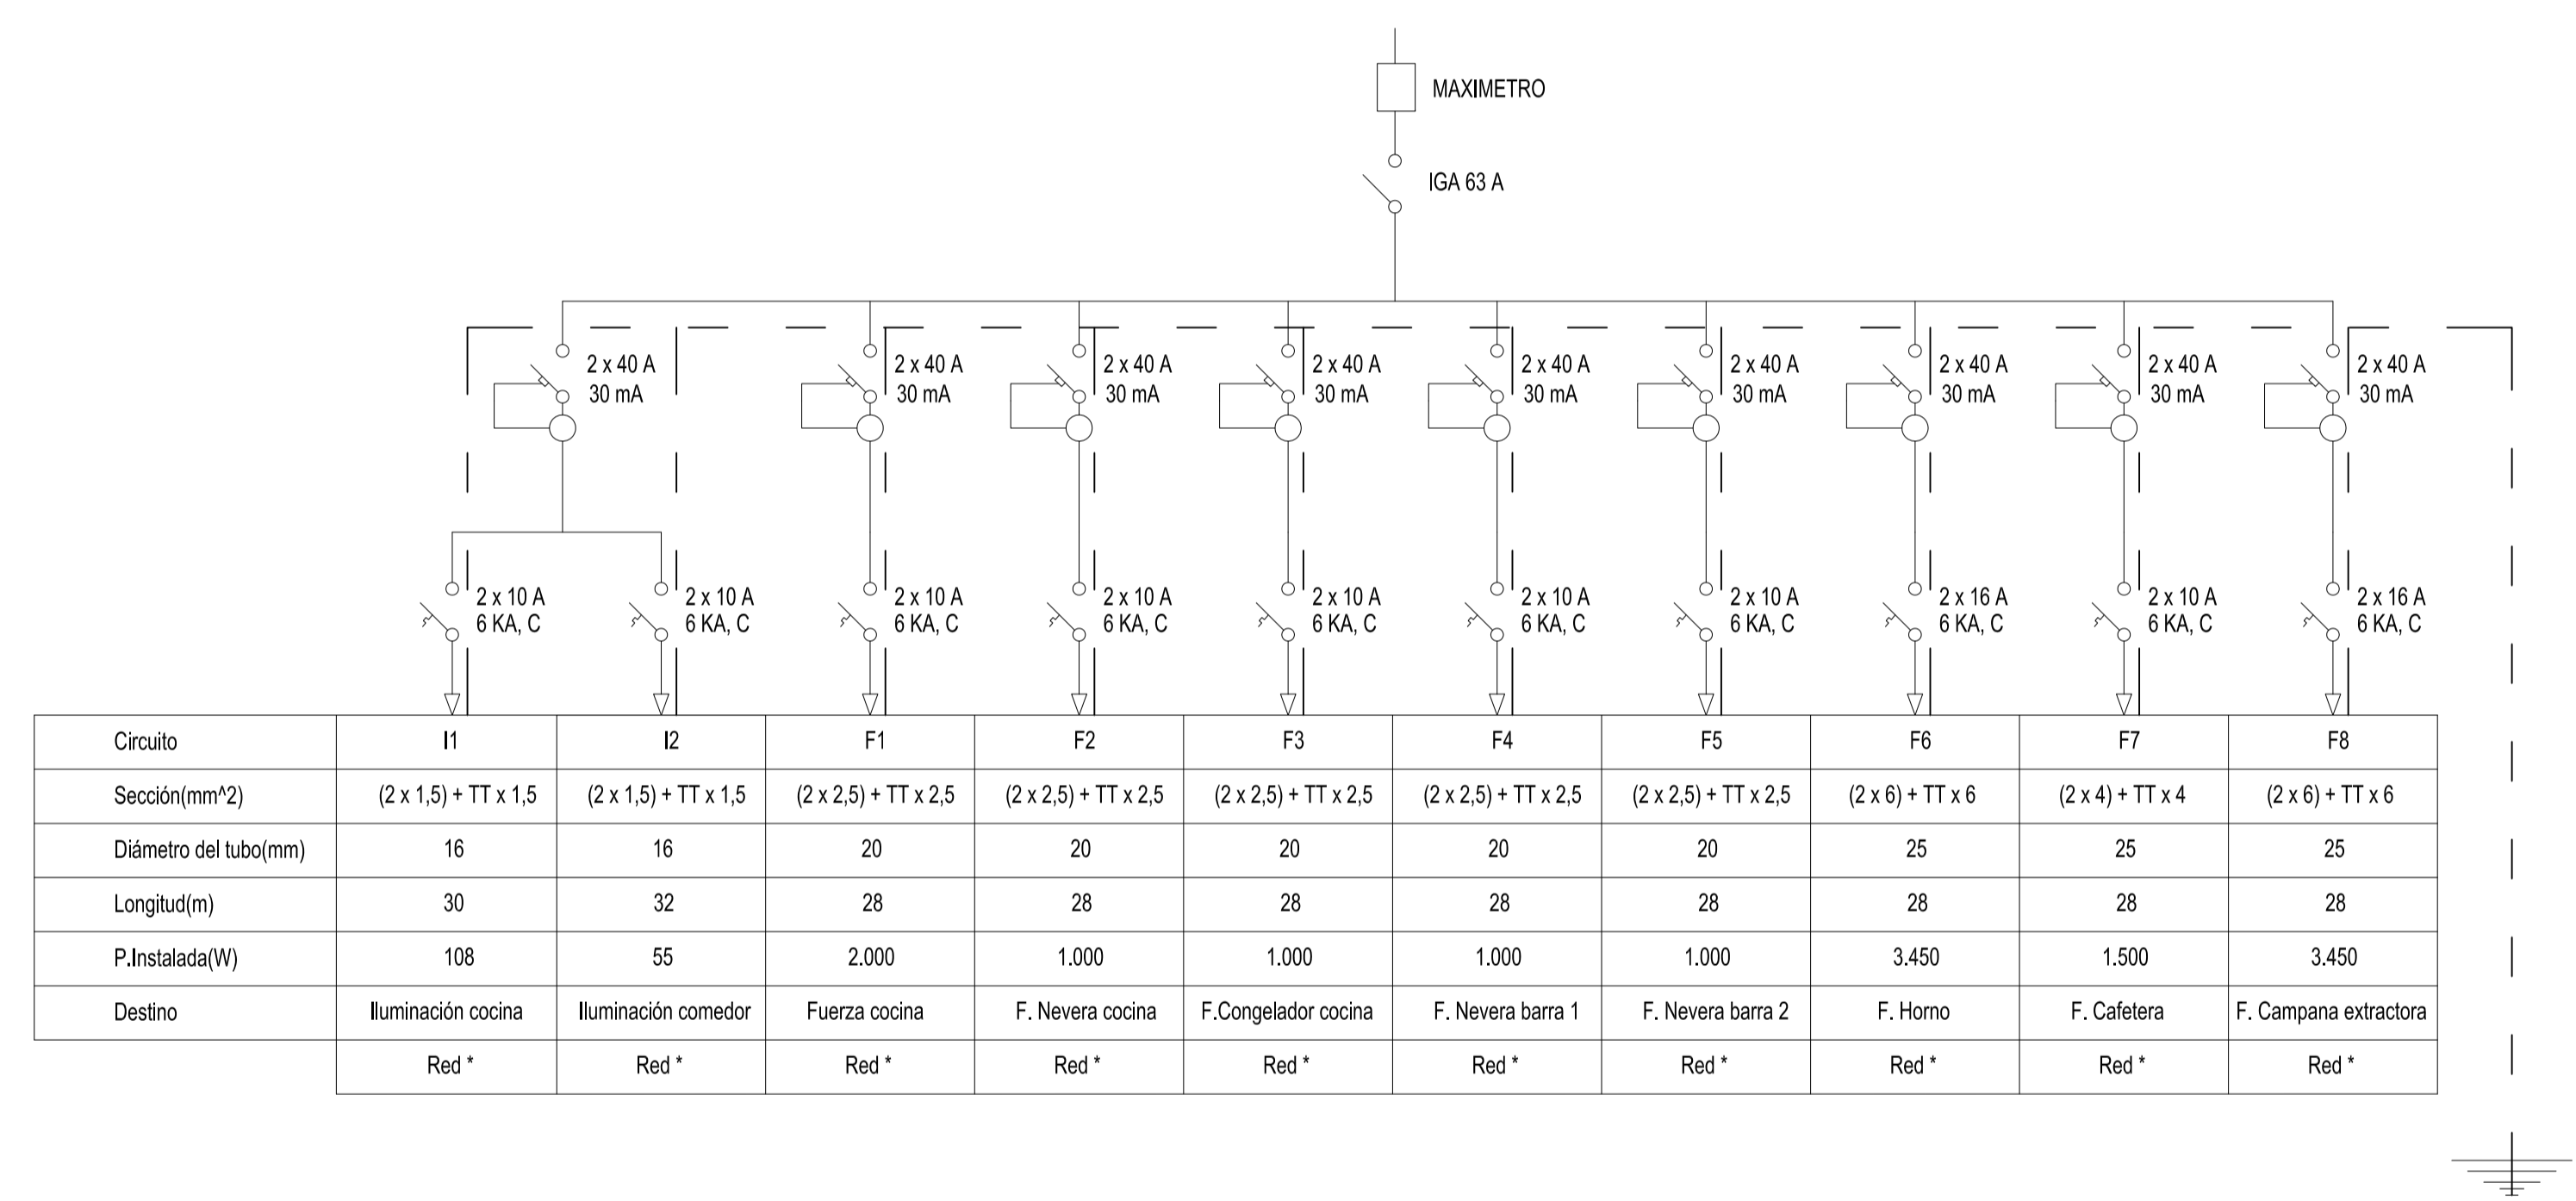 MAXIMETRO
IGA 63 A
2 x 40 A 2 x 40 A 2 x 40 A 2 x 40 A 2 x 40 A 2 x 40 A 2 x 40 A 2 x 40 A 2 x 40 A
30 mA 30 mA 30 mA 30 mA 30 mA 30 mA 30 mA 30 mA 30 mA
2 x 10 A 2 x 10 A 2 x 10 A 2 x 10 A 2 x 10 A 2 x 10 A 2 x 10 A 2 x 16 A 2 x 10 A 2 x 16 A
6 KA, C 6 KA, C 6 KA, C 6 KA, C 6 KA, C 6 KA, C 6 KA, C 6 KA, C 6 KA, C 6 KA, C
Circuito I1 I2 F1 F2 F3 F4 F5 F6 F7 F8
Sección(mm^2) (2 x 1,5) + TT x 1,5 (2 x 1,5) + TT x 1,5 (2 x 2,5) + TT x 2,5 (2 x 2,5) + TT x 2,5 (2 x 2,5) + TT x 2,5 (2 x 2,5) + TT x 2,5 (2 x 2,5) + TT x 2,5 (2 x 6) + TT x 6 (2 x 4) + TT x 4 (2 x 6) + TT x 6
Diámetro del tubo(mm) 16 16 20 20 20 20 20 25 25 25
Longitud(m) 30 32 28 28 28 28 28 28 28 28
P.Instalada(W) 108 55 2.000 1.000 1.000 1.000 1.000 3.450 1.500 3.450
Destino Iluminación cocina Iluminación comedor Fuerza cocina F. Nevera cocina F.Congelador cocina F. Nevera barra 1 F. Nevera barra 2 F. Horno F. Cafetera F. Campana extractora
Red * Red * Red * Red * Red * Red * Red * Red * Red * Red *